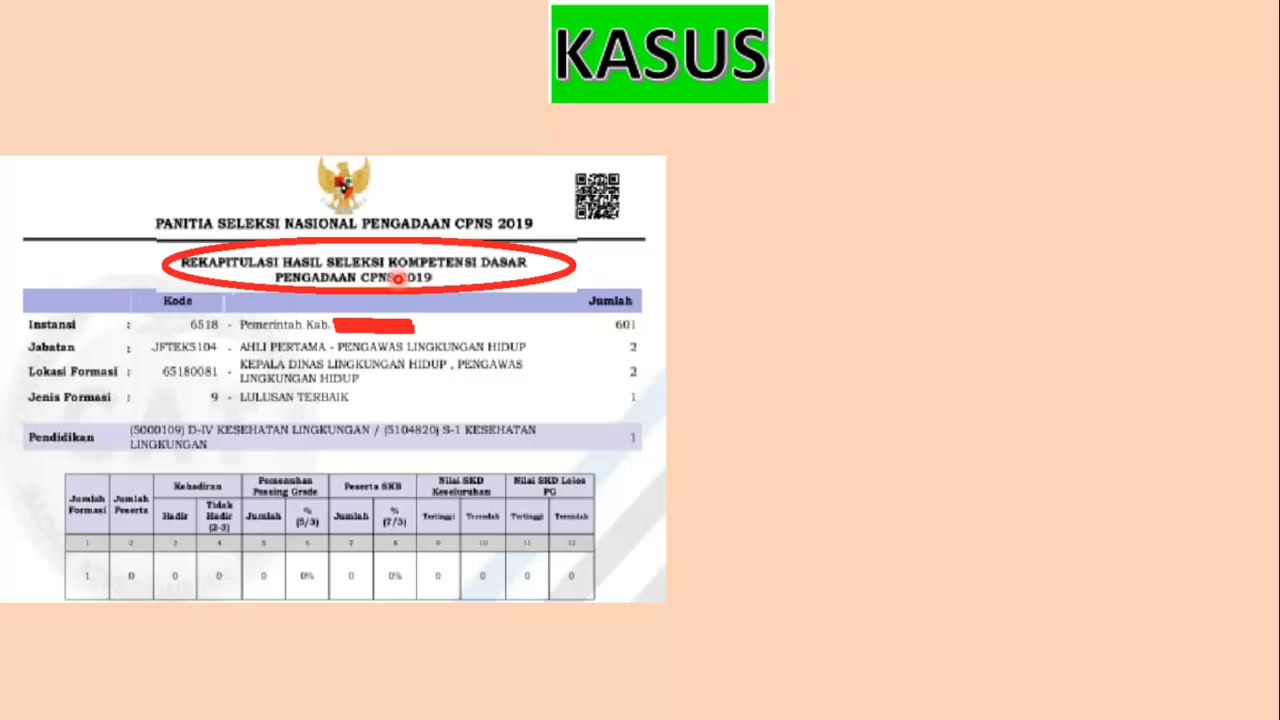 KASUS
PANITIA SELEKSI NASIONAL PENGADAAN CPNS 2019
REKAPITULASI HASIL SELEKSI KOMPETENSI DASAR
PENGADAAN CPNS 2019
Kode Jumlah
Instansi : 6518 - Pemerintah Kab. 601
Jabatan : JFTEK5104 - AHLI PERTAMA - PENGAWAS LINGKUNGAN HIDUP 2
Lokasi Formasi : 65180081 - KEPALA DINAS LINGKUNGAN HIDUP , PENGAWAS LINGKUNGAN HIDUP 2
Jenis Formasi : 9 - LULUSAN TERBAIK 1
Pendidikan (5000109) D-IV KESEHATAN LINGKUNGAN / (5104820) S-1 KESEHATAN LINGKUNGAN 1
Jumlah Formasi Jumlah Peserta Kehadiran Pemenuhan Passing Grade Peserta SKB Nilai SKD Keseluruhan Nilai SKD Lolos PG
Hadir Tidak Hadir (2-3) Jumlah % (5/3) Jumlah % (7/3) Tertinggi Terendah Tertinggi Terendah
1 2 3 4 5 6 7 8 9 10 11 12
1 0 0 0 0 0% 0 0% 0 0 0 0